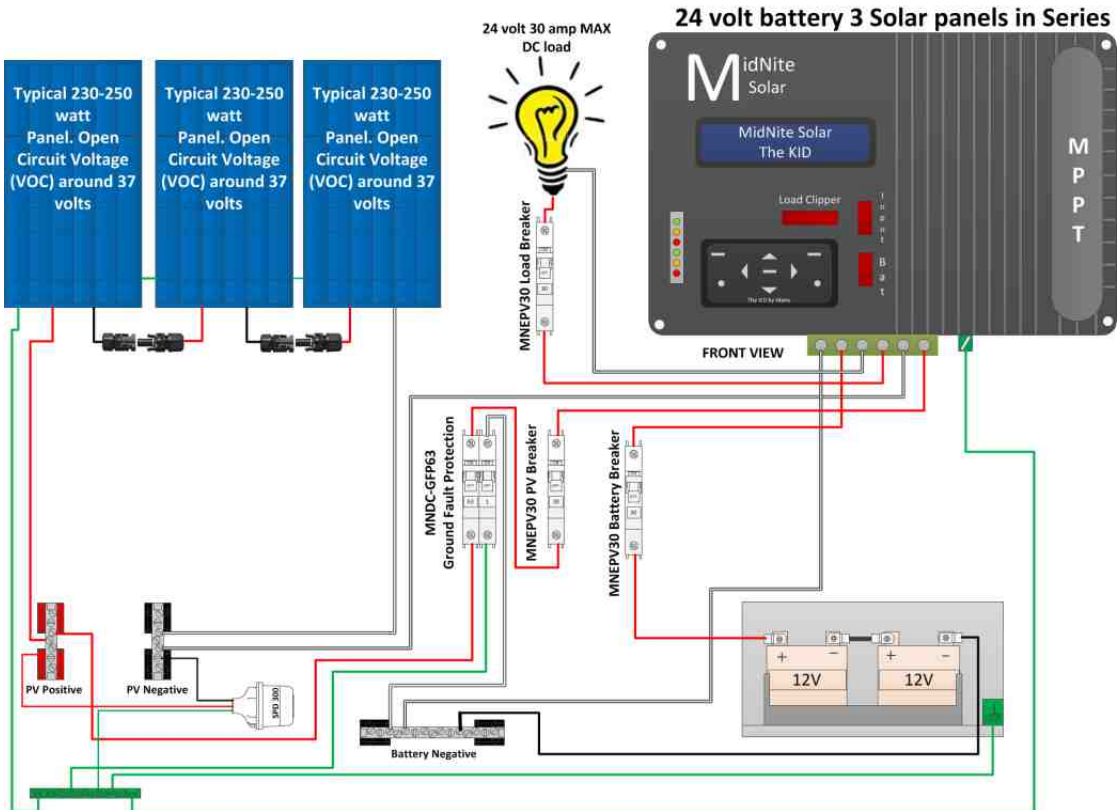 24 volt battery 3 Solar panels in Series
24 volt 30 amp MAX
DC load
Typical 230-250
watt
Panel. Open
Circuit Voltage
(VOC) around 37
volts
Typical 230-250
watt
Panel. Open
Circuit Voltage
(VOC) around 37
volts
Typical 230-250
watt
Panel. Open
Circuit Voltage
(VOC) around 37
volts
MidNite
Solar
MidNite Solar
The KID
MPPT
Load Clipper
Input
Bat
FRONT VIEW
MNEPV30 Load Breaker
MNDC-GFP63
Ground Fault Protection
MNEPV30 PV Breaker
MNEPV30 Battery Breaker
PV Positive
PV Negative
SPD 300
Battery Negative
+ -
12V
+ -
12V